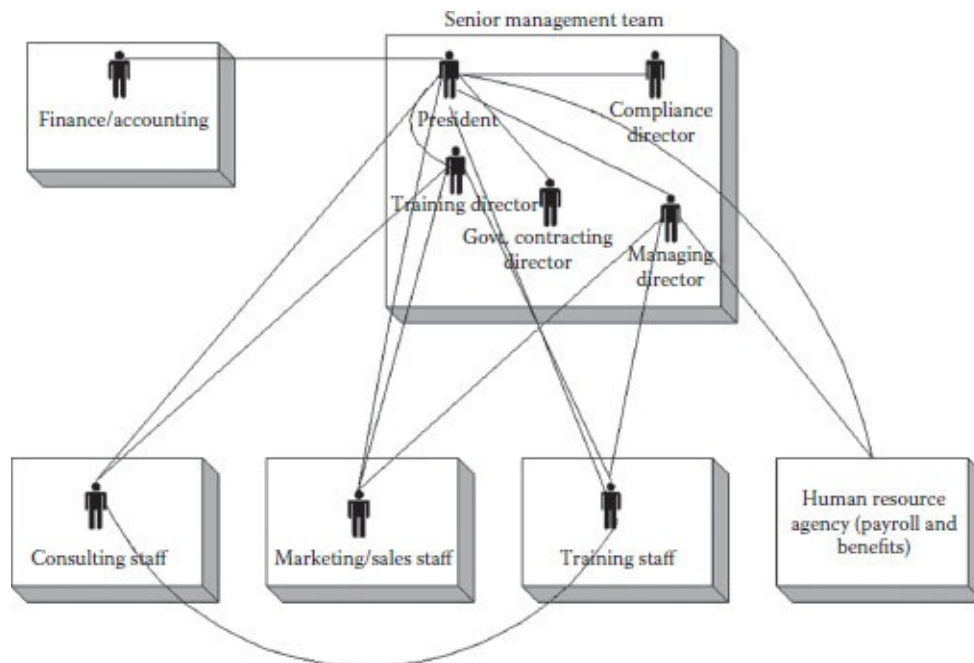 Senior management team
Finance/accounting
President
Compliance
director
Training director
Govt. contracting
director
Managing
director
Consulting staff
Marketing/sales staff
Training staff
Human resource
agency (payroll and
benefits)